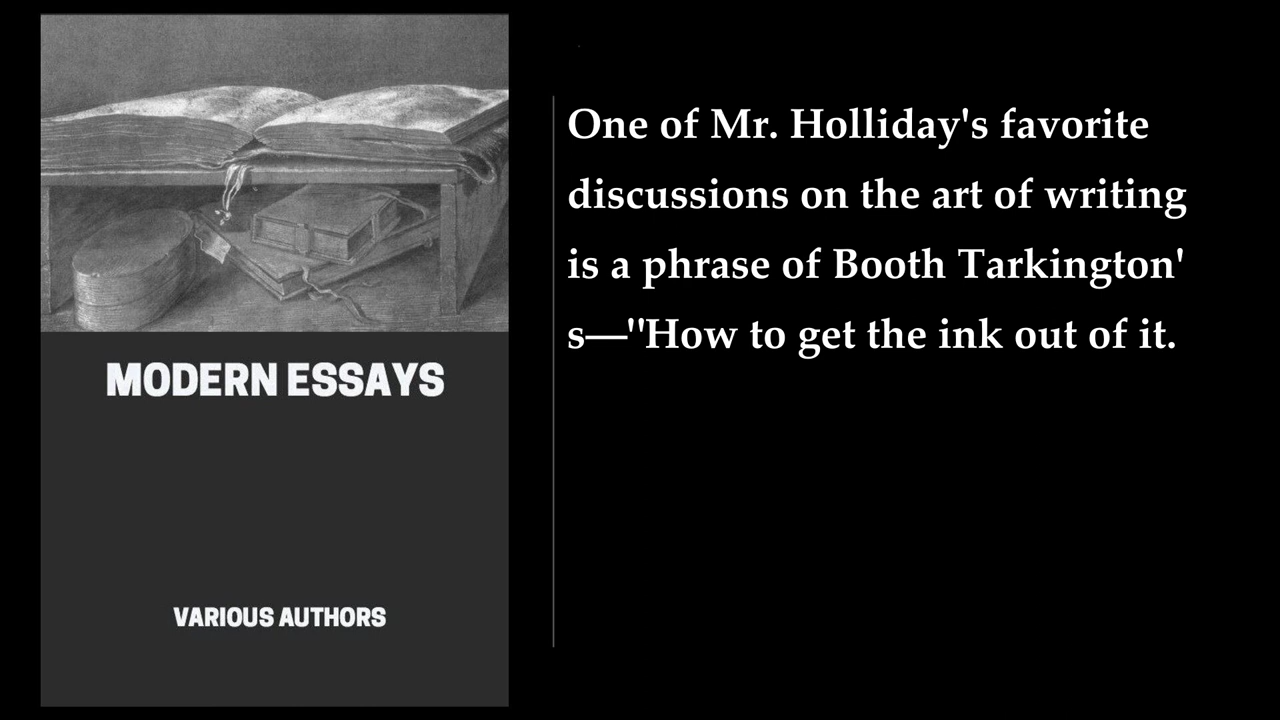 MODERN ESSAYS
VARIOUS AUTHORS
One of Mr. Holliday's favorite
discussions on the art of writing
is a phrase of Booth Tarkington'
s—"How to get the ink out of it.